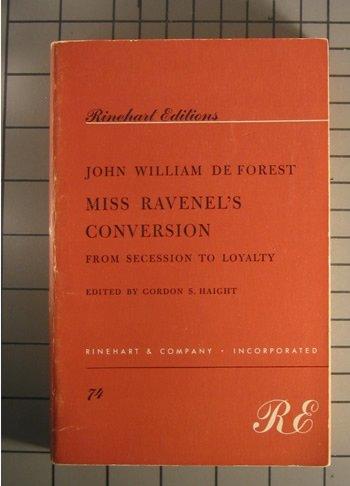 Rinehart Editions
JOHN WILLIAM DE FOREST
MISS RAVENEL'S
CONVERSION
FROM SECESSION TO LOYALTY
EDITED BY GORDON S. HAIGHT
RINEHART & COMPANY · INCORPORATED
74
RE